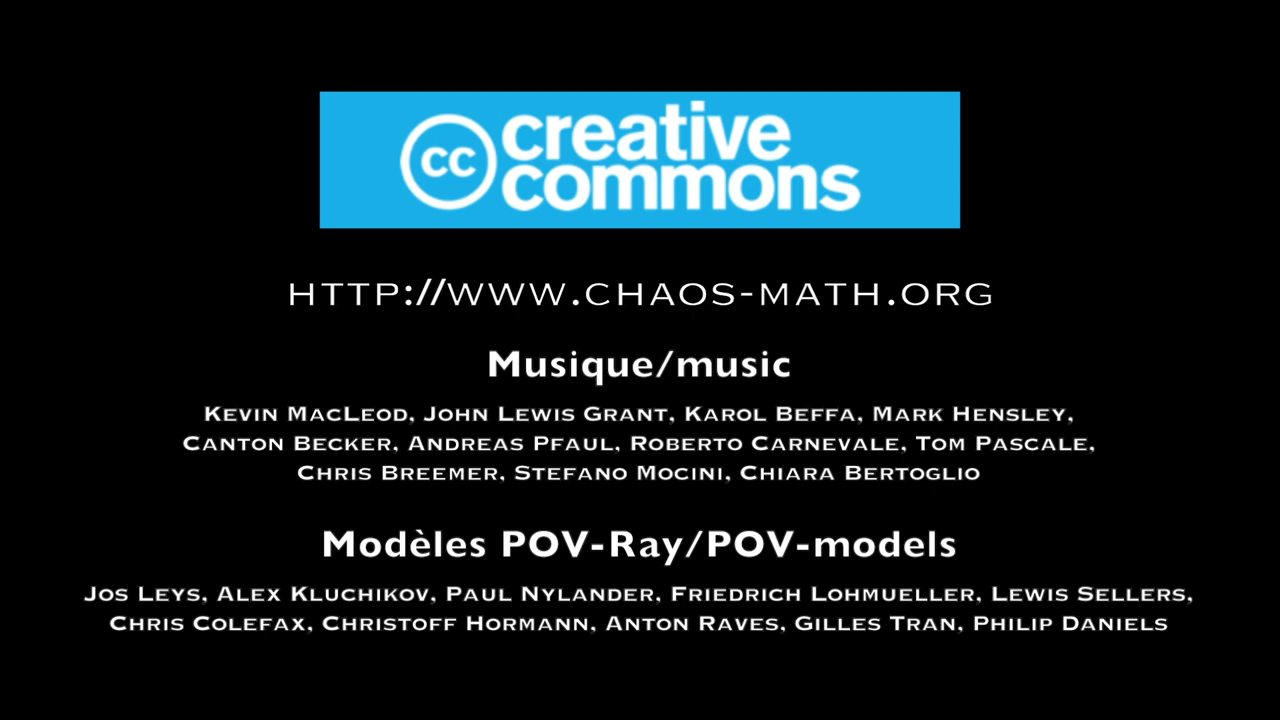 cc creative
commons
HTTP://WWW.CHAOS-MATH.ORG
Musique/music
KEVIN MACLEOD, JOHN LEWIS GRANT, KAROL BEFFA, MARK HENSLEY,
CANTON BECKER, ANDREAS PFAUL, ROBERTO CARNEVALE, TOM PASCALE,
CHRIS BREEMER, STEFANO MOCINI, CHIARA BERTOGLIO
Modèles POV-Ray/POV-models
JOS LEYS, ALEX KLUCHIKOV, PAUL NYLANDER, FRIEDRICH LOHMUELLER, LEWIS SELLERS,
CHRIS COLEFAX, CHRISTOFF HORMANN, ANTON RAVES, GILLES TRAN, PHILIP DANIELS